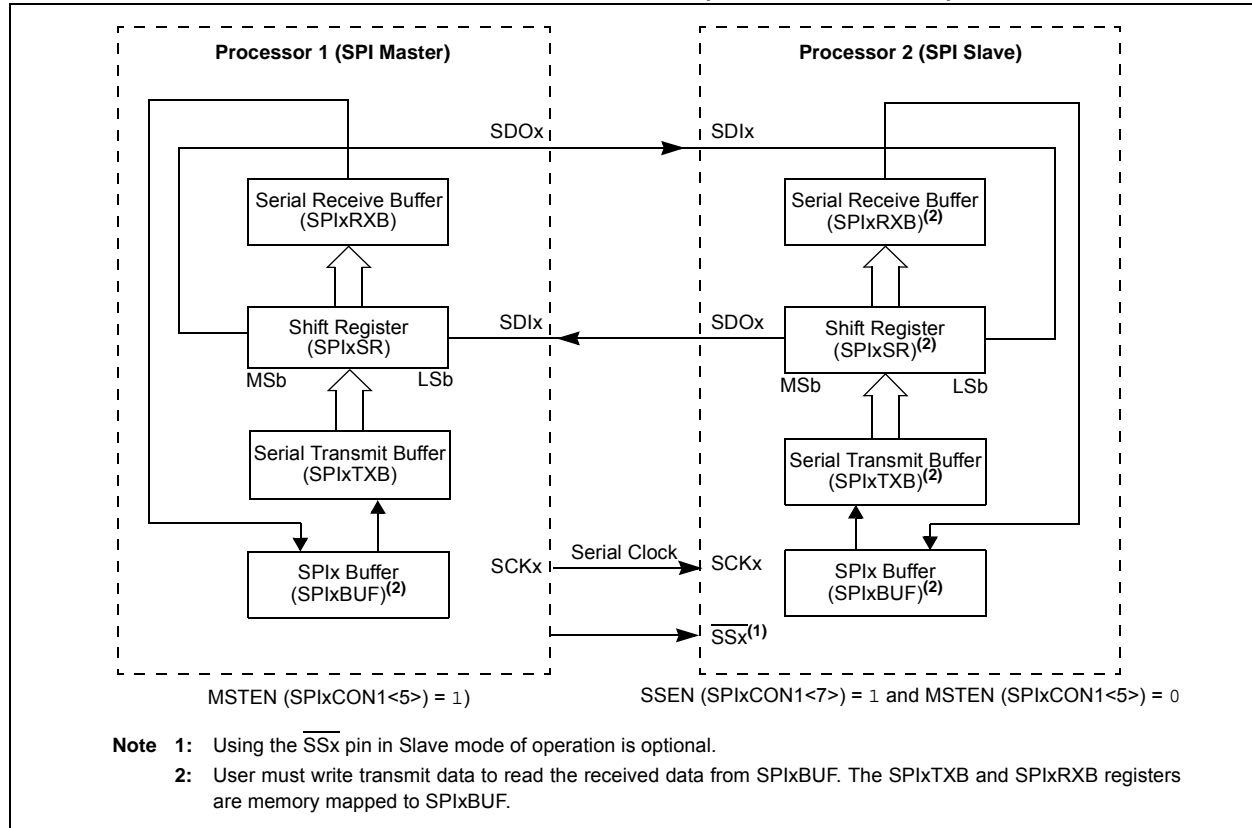 Processor 1 (SPI Master)
Processor 2 (SPI Slave)
SDOx
SDIx
Serial Receive Buffer
(SPIxRXB)
Serial Receive Buffer
(SPIxRXB)(2)
Shift Register
(SPIxSR)
SDIx
SDOx
Shift Register
(SPIxSR)(2)
MSb
LSb
MSb
LSb
Serial Transmit Buffer
(SPIxTXB)
Serial Transmit Buffer
(SPIxTXB)(2)
SPIx Buffer
(SPIxBUF)(2)
SCKx
Serial Clock
SCKx
SPIx Buffer
(SPIxBUF)(2)
SSx(1)
MSTEN (SPIxCON1<5>) = 1)
SSEN (SPIxCON1<7>) = 1 and MSTEN (SPIxCON1<5>) = 0
Note 1: Using the SSx pin in Slave mode of operation is optional.
2: User must write transmit data to read the received data from SPIxBUF. The SPIxTXB and SPIxRXB registers
are memory mapped to SPIxBUF.